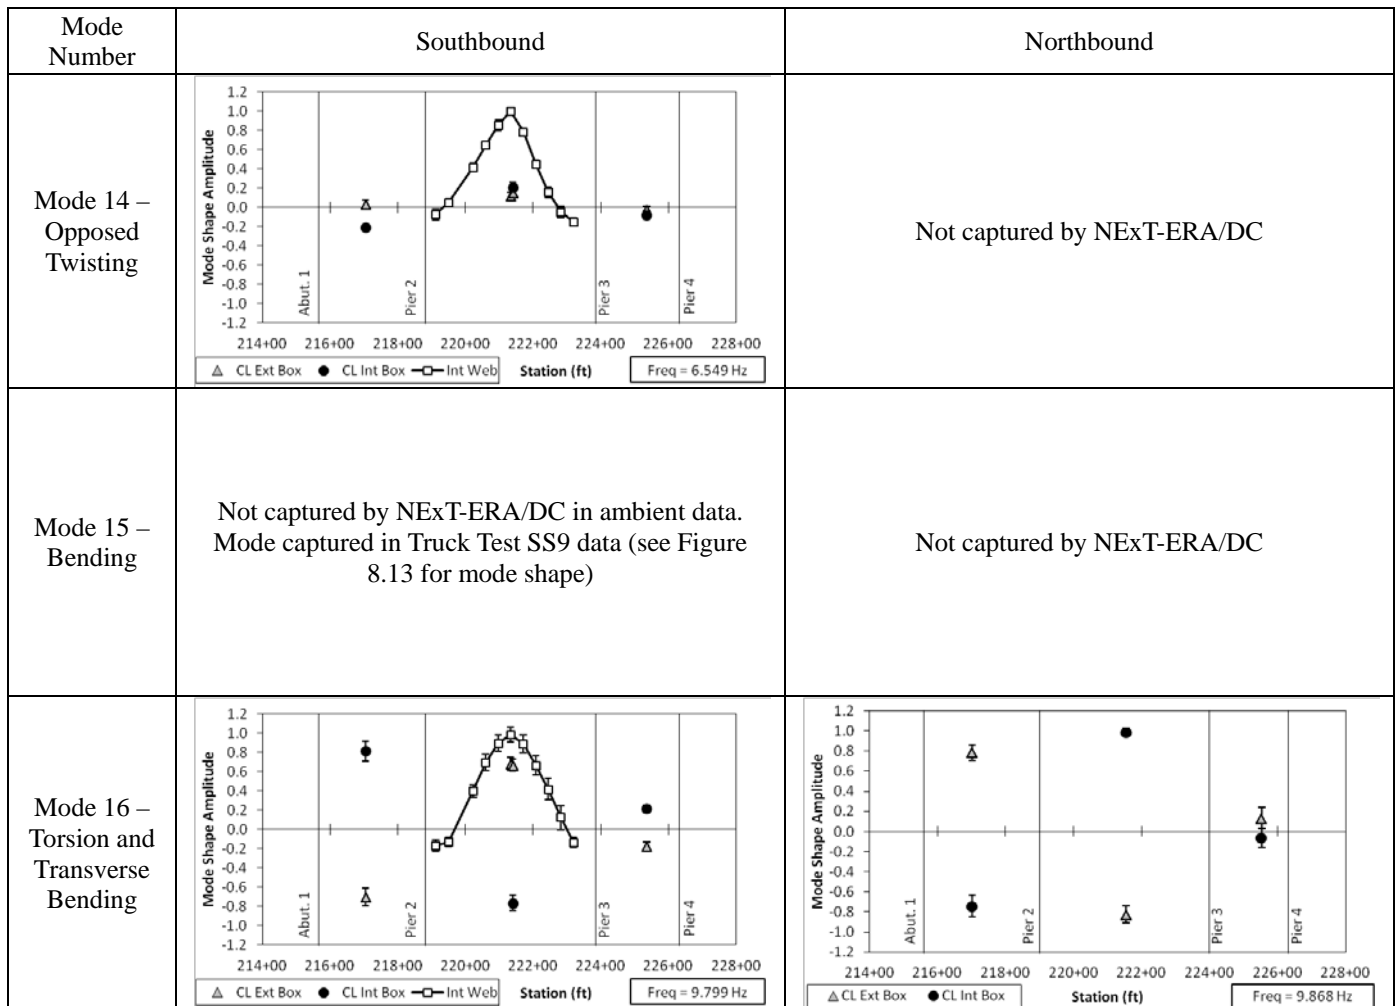 Mode
Number
Southbound
Northbound
Mode 14 –
Opposed
Twisting
1.2
1.0
0.8
0.6
0.4
0.2
0.0
-0.2
-0.4
-0.6
-0.8
-1.0
-1.2
Mode Shape Amplitude
Abut. 1
Pier 2
Pier 3
Pier 4
214+00 216+00 218+00 220+00 222+00 224+00 226+00 228+00
CL Ext Box CL Int Box Int Web Station (ft) Freq = 6.549 Hz
Not captured by NExT-ERA/DC
Mode 15 –
Bending
Not captured by NExT-ERA/DC in ambient data.
Mode captured in Truck Test SS9 data (see Figure
8.13 for mode shape)
Not captured by NExT-ERA/DC
Mode 16 –
Torsion and
Transverse
Bending
1.2
1.0
0.8
0.6
0.4
0.2
0.0
-0.2
-0.4
-0.6
-0.8
-1.0
-1.2
Mode Shape Amplitude
Abut. 1
Pier 2
Pier 3
Pier 4
214+00 216+00 218+00 220+00 222+00 224+00 226+00 228+00
CL Ext Box CL Int Box Int Web Station (ft) Freq = 9.799 Hz
1.2
1.0
0.8
0.6
0.4
0.2
0.0
-0.2
-0.4
-0.6
-0.8
-1.0
-1.2
Mode Shape Amplitude
Abut. 1
Pier 2
Pier 3
Pier 4
214+00 216+00 218+00 220+00 222+00 224+00 226+00 228+00
CL Ext Box CL Int Box Station (ft) Freq = 9.868 Hz